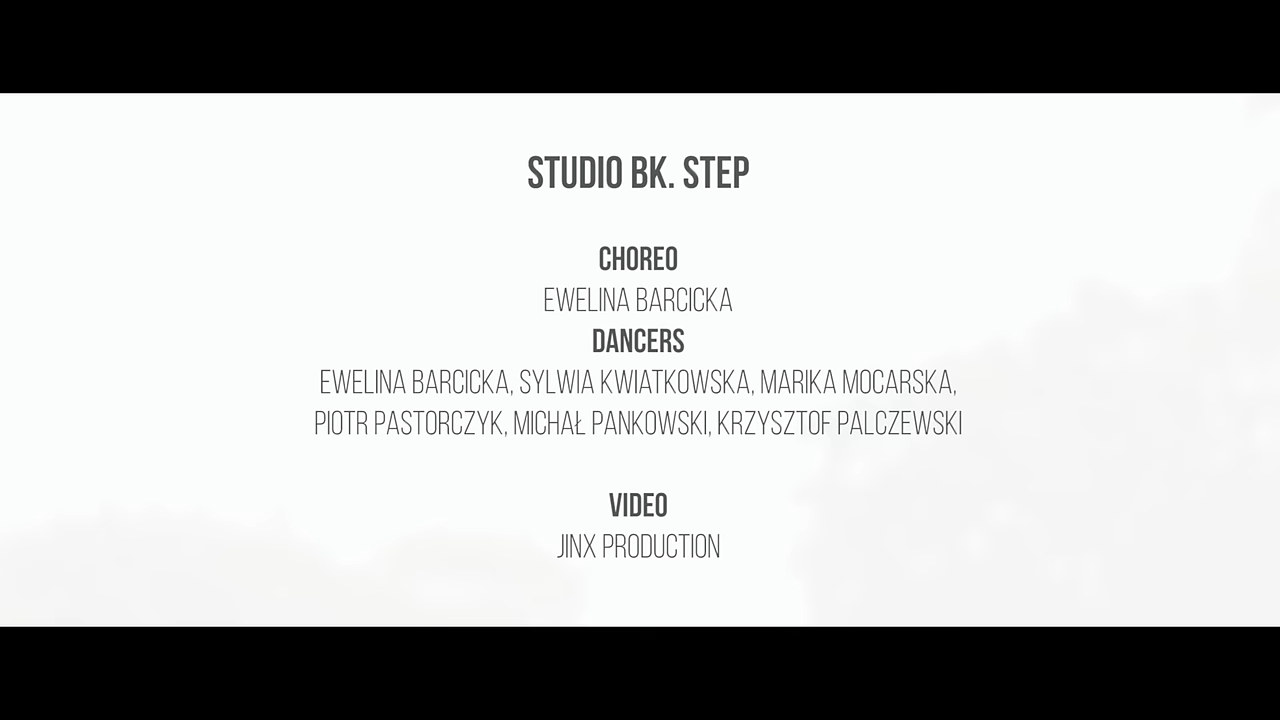 STUDIO BK. STEP
CHOREO
EWELINA BARCICKA
DANCERS
EWELINA BARCICKA, SYLWIA KWIATKOWSKA, MARIKA MOCARSKA,
PIOTR PASTORCZYK, MICHAŁ PANKOWSKI, KRZYSZTOF PALCZEWSKI
VIDEO
JINX PRODUCTION